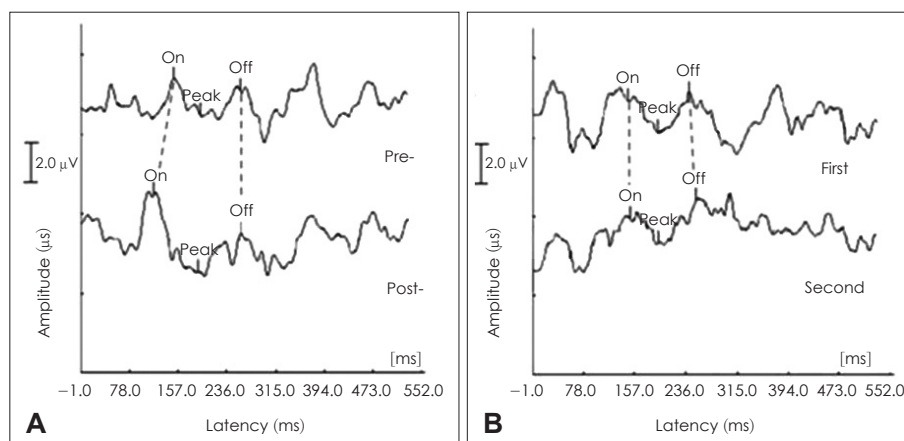 On
Off
Peak
2.0 μV
Pre-
On
Off
Peak
Post-
Amplitude (μs)
[ms]
−1.0 78.0 157.0 236.0 315.0 394.0 473.0 552.0
A
Latency (ms)
On
Off
Peak
2.0 μV
First
On
Off
Peak
Second
Amplitude (μs)
[ms]
−1.0 78.0 157.0 236.0 315.0 394.0 473.0 552.0
B
Latency (ms)